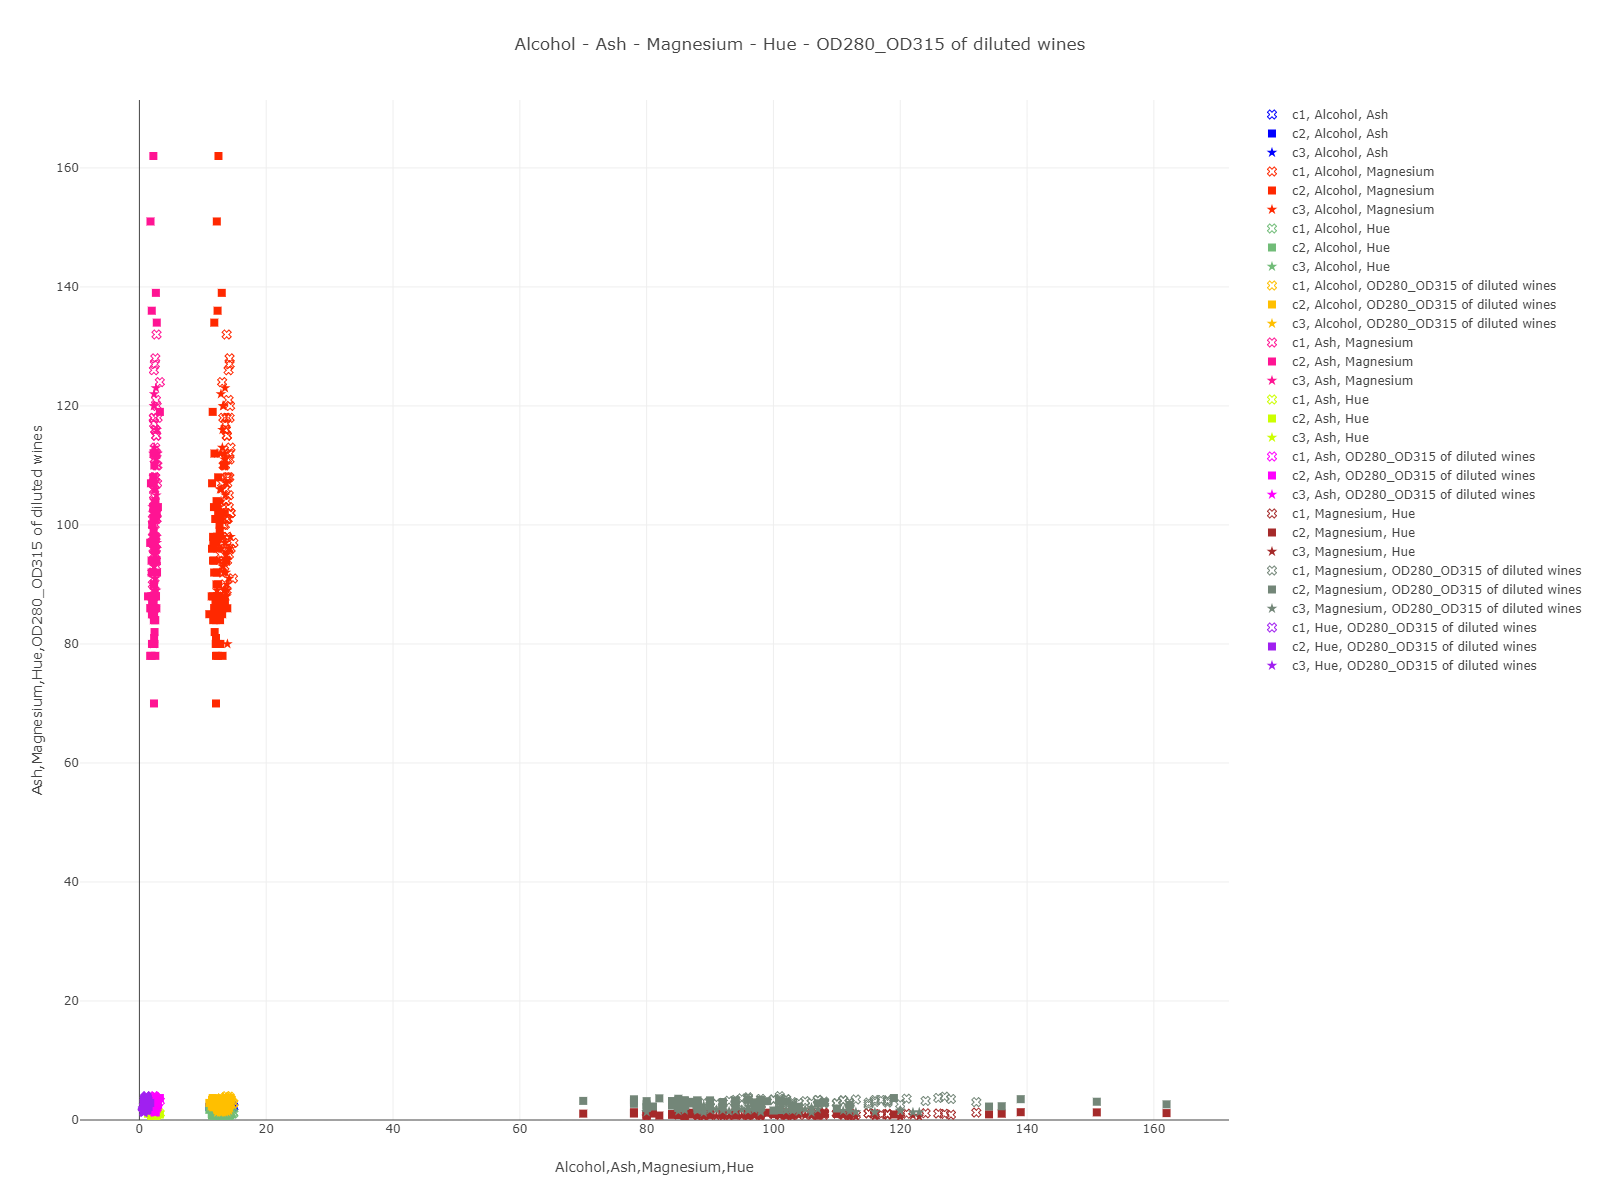 Alcohol - Ash - Magnesium - Hue - OD280_OD315 of diluted wines
Ash,Magnesium,Hue,OD280_OD315 of diluted wines
160
140
120
100
80
60
40
20
0
0 20 40 60 80 100 120 140 160
Alcohol,Ash,Magnesium,Hue
c1, Alcohol, Ash
c2, Alcohol, Ash
c3, Alcohol, Ash
c1, Alcohol, Magnesium
c2, Alcohol, Magnesium
c3, Alcohol, Magnesium
c1, Alcohol, Hue
c2, Alcohol, Hue
c3, Alcohol, Hue
c1, Alcohol, OD280_OD315 of diluted wines
c2, Alcohol, OD280_OD315 of diluted wines
c3, Alcohol, OD280_OD315 of diluted wines
c1, Ash, Magnesium
c2, Ash, Magnesium
c3, Ash, Magnesium
c1, Ash, Hue
c2, Ash, Hue
c3, Ash, Hue
c1, Ash, OD280_OD315 of diluted wines
c2, Ash, OD280_OD315 of diluted wines
c3, Ash, OD280_OD315 of diluted wines
c1, Magnesium, Hue
c2, Magnesium, Hue
c3, Magnesium, Hue
c1, Magnesium, OD280_OD315 of diluted wines
c2, Magnesium, OD280_OD315 of diluted wines
c3, Magnesium, OD280_OD315 of diluted wines
c1, Hue, OD280_OD315 of diluted wines
c2, Hue, OD280_OD315 of diluted wines
c3, Hue, OD280_OD315 of diluted wines